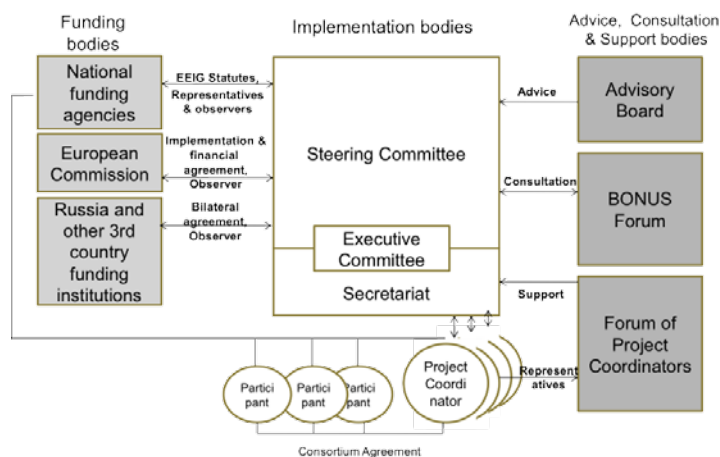 Funding
bodies
Implementation bodies
Advice, Consultation
& Support bodies
National
funding
agencies
EEIG Statutes,
Representatives
& observers
European
Commission
Implementation &
financial
agreement,
Observer
Russia and
other 3rd
country
funding
institutions
Bilateral
agreement,
Observer
Steering Committee
Executive
Committee
Secretariat
Advice
Advisory
Board
Consultation
BONUS
Forum
Support
Forum of
Project
Coordinators
Represent
atives
Partici
pant
Partici
pant
Partici
pant
Project
Coordi
nator
Consortium Agreement